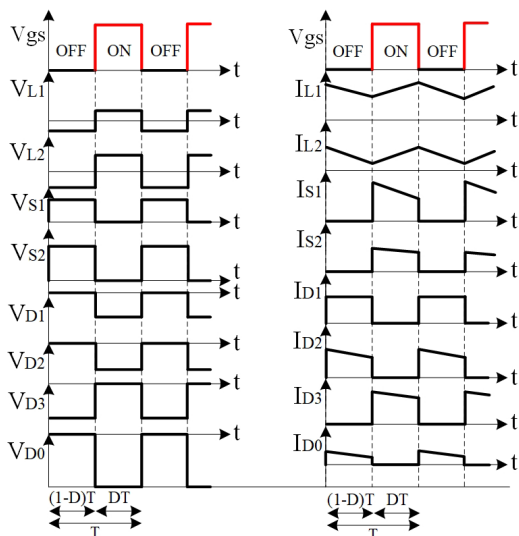 Vgs OFF ON OFF t
VL1 t
VL2 t
VS1 t
VS2 t
VD1 t
VD2 t
VD3 t
VD0
(1-D)T DT
T
Vgs OFF ON OFF t
IL1 t
IL2 t
IS1 t
IS2 t
ID1 t
ID2 t
ID3 t
ID0 t
(1-D)T DT
T